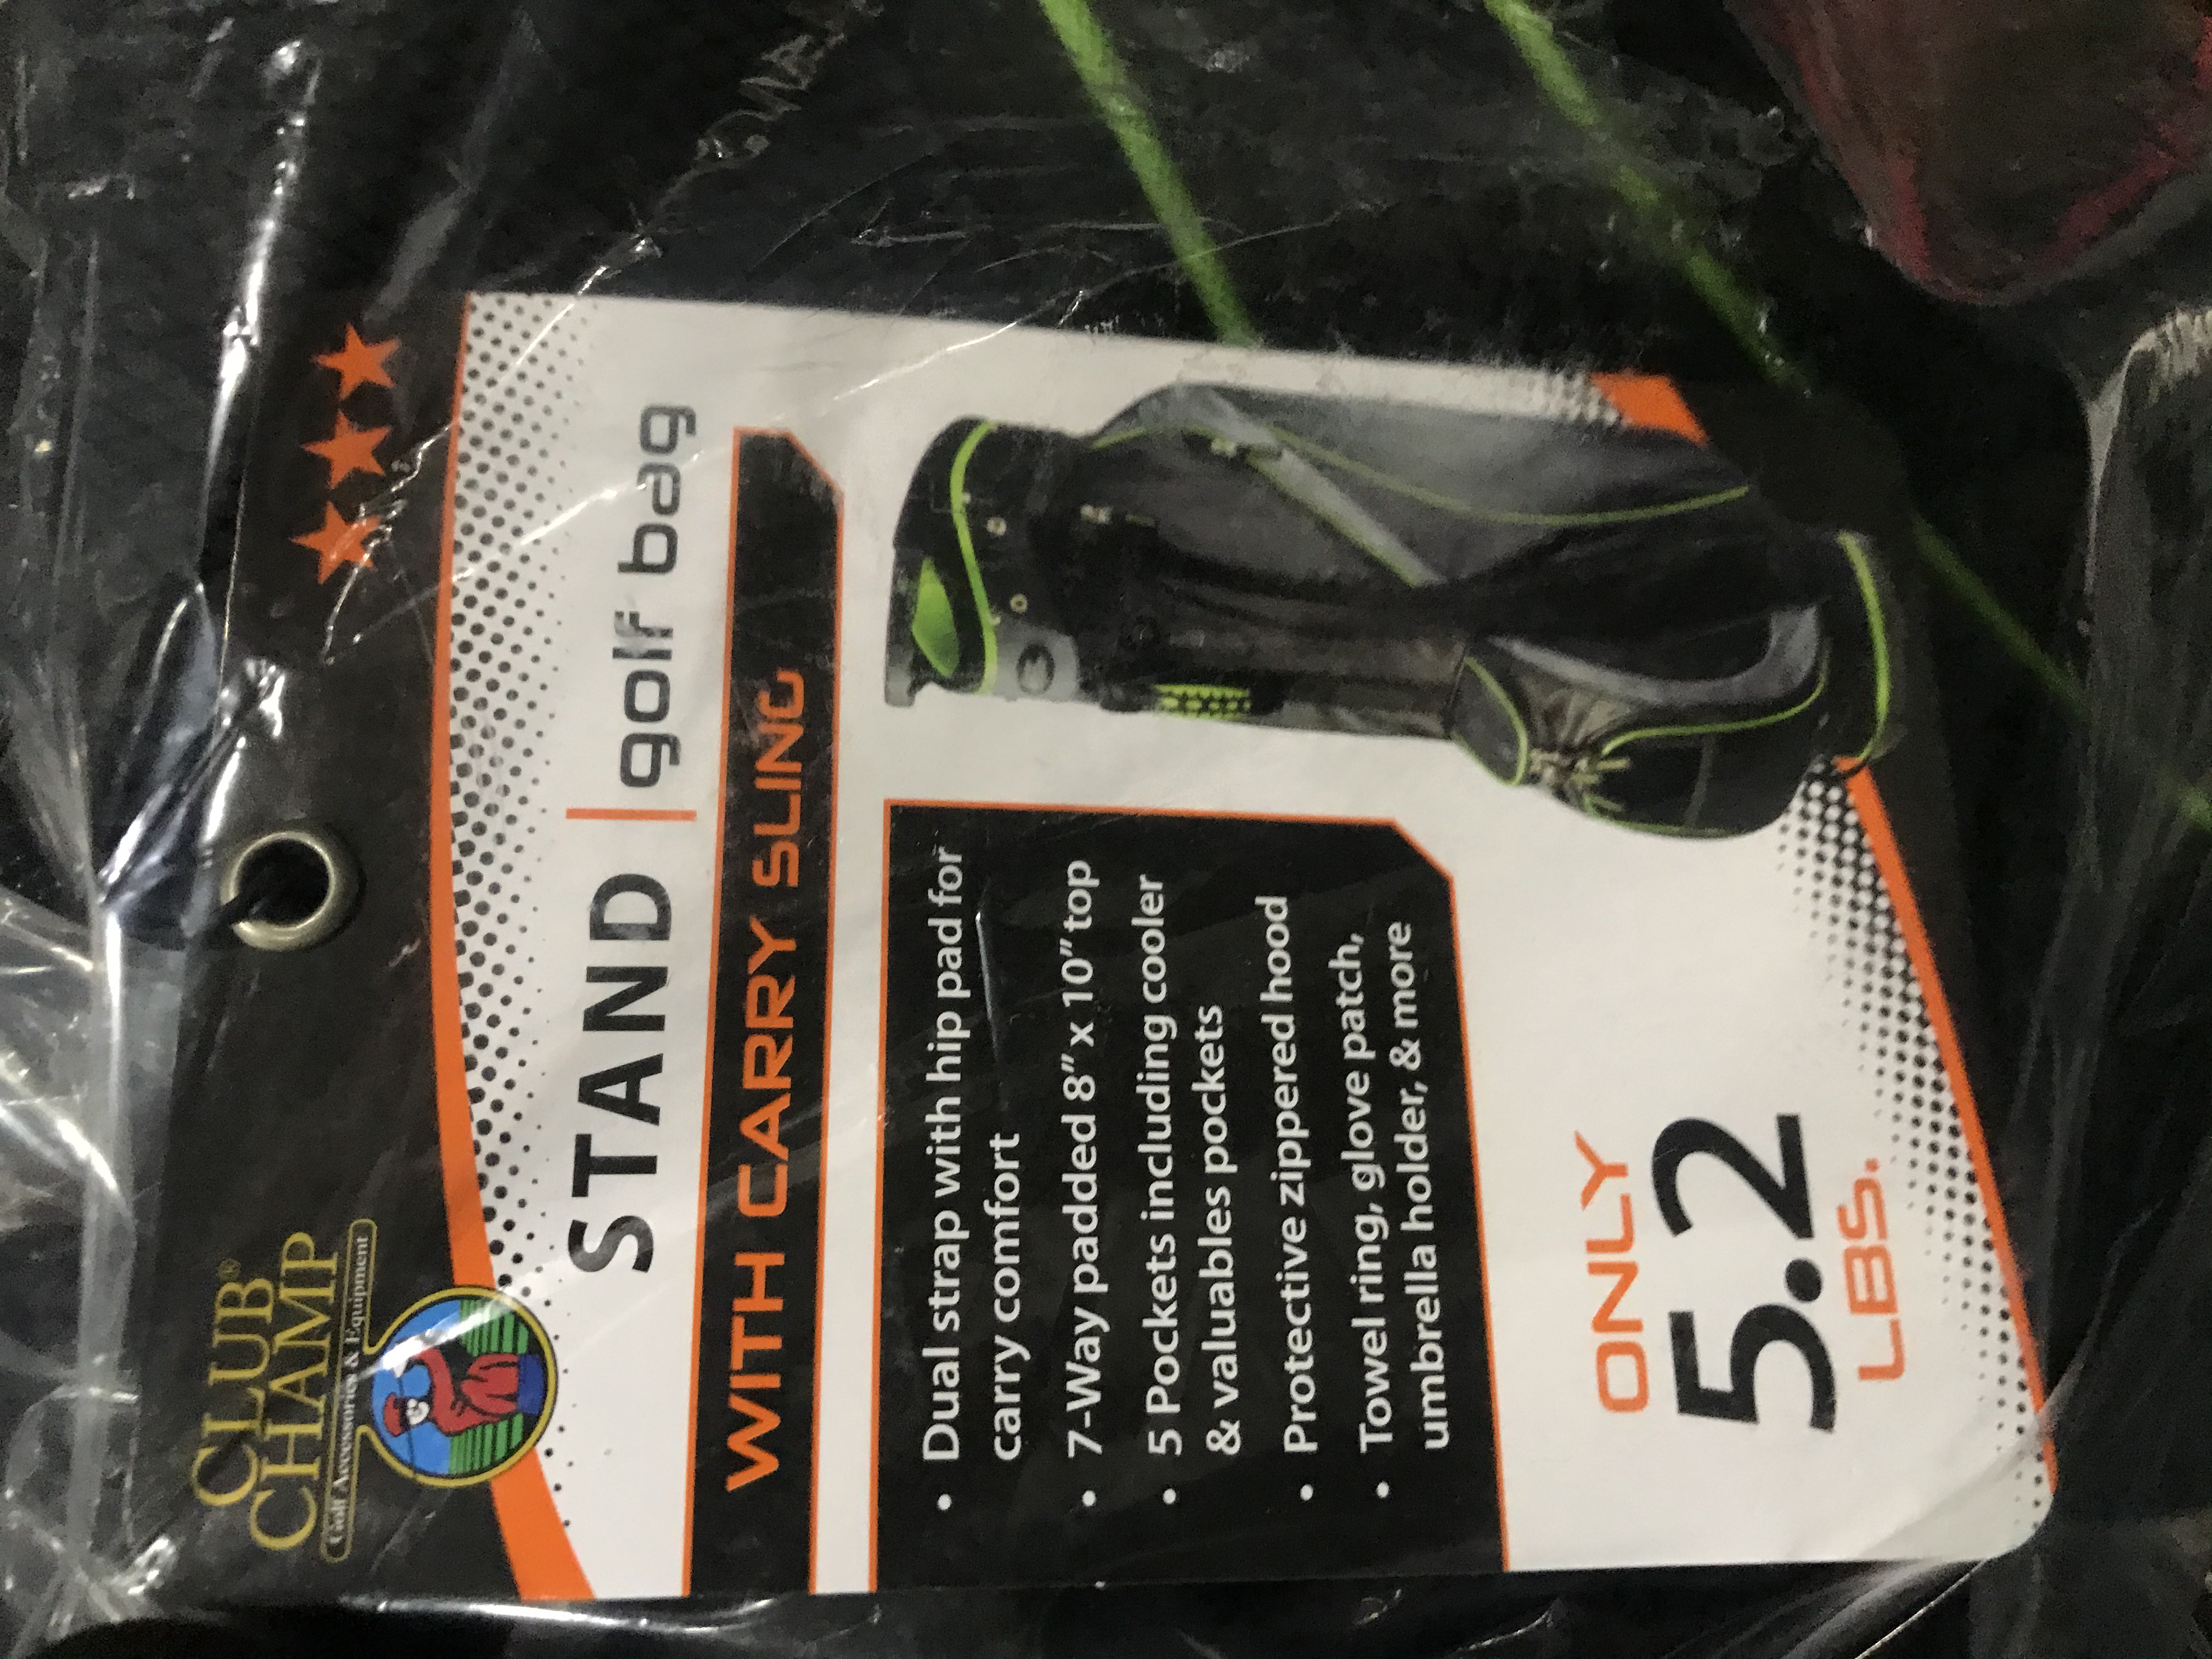 CLUB®
CHAMP
Golf Accessories & Equipment
STAND | golf bag
WITH CARRY SLING
• Dual strap with hip pad for
carry comfort
• 7-Way padded 8” x 10” top
• 5 Pockets including cooler
& valuables pockets
• Protective zippered hood
• Towel ring, glove patch,
umbrella holder, & more
ONLY
5.2
LBS.